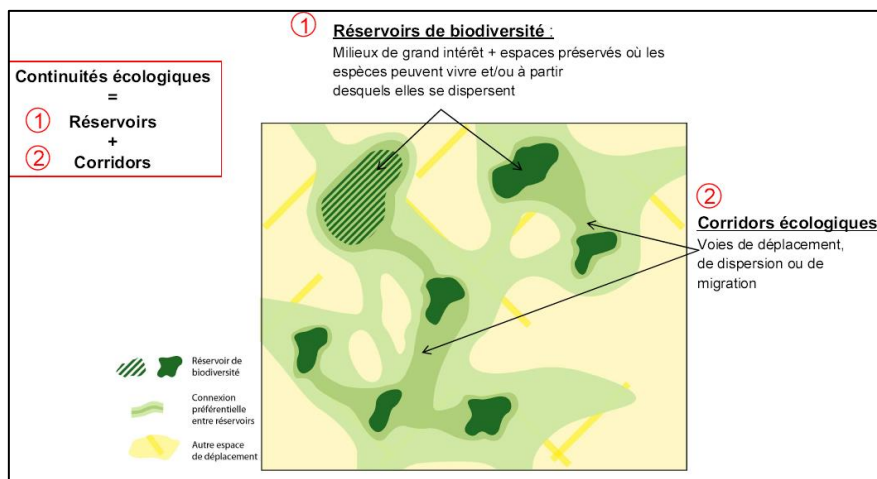 Continuités écologiques
=
① Réservoirs
+
② Corridors
① Réservoirs de biodiversité :
Milieux de grand intérêt + espaces préservés où les
espèces peuvent vivre et/ou à partir
desquels elles se dispersent
②
Corridors écologiques
Voies de déplacement,
de dispersion ou de
migration
Réservoir de
biodiversité
Connexion
préférentielle
entre réservoirs
Autre espace
de déplacement